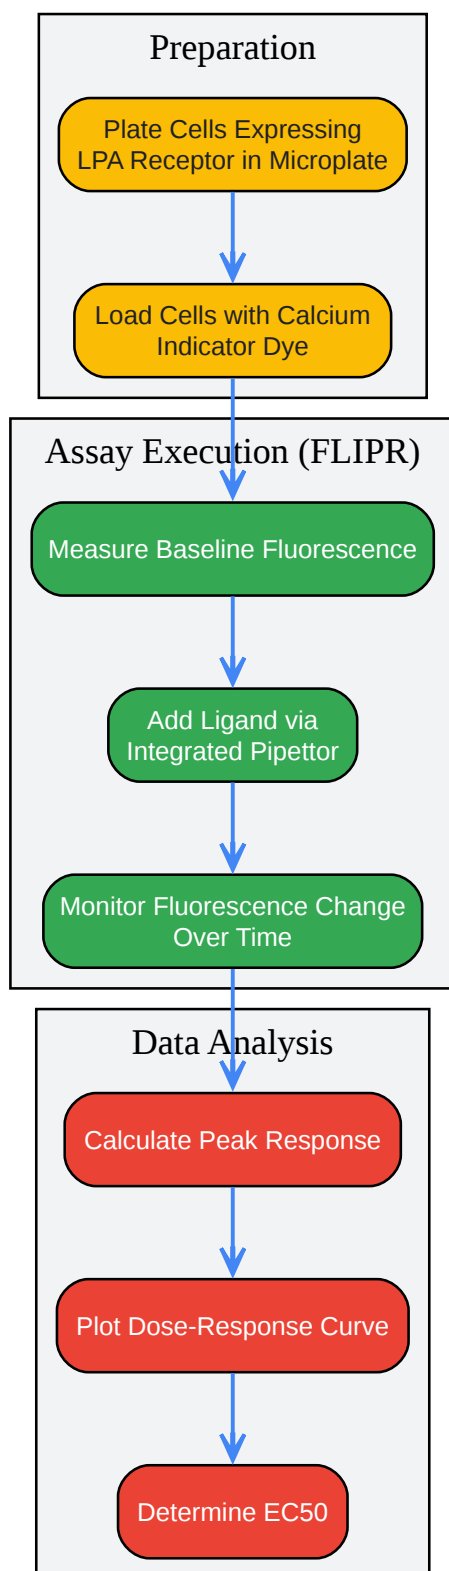 Preparation
Plate Cells Expressing
LPA Receptor in Microplate
Load Cells with Calcium
Indicator Dye
Assay Execution (FLIPR)
Measure Baseline Fluorescence
Add Ligand via
Integrated Pipettor
Monitor Fluorescence Change
Over Time
Data Analysis
Calculate Peak Response
Plot Dose-Response Curve
Determine EC50